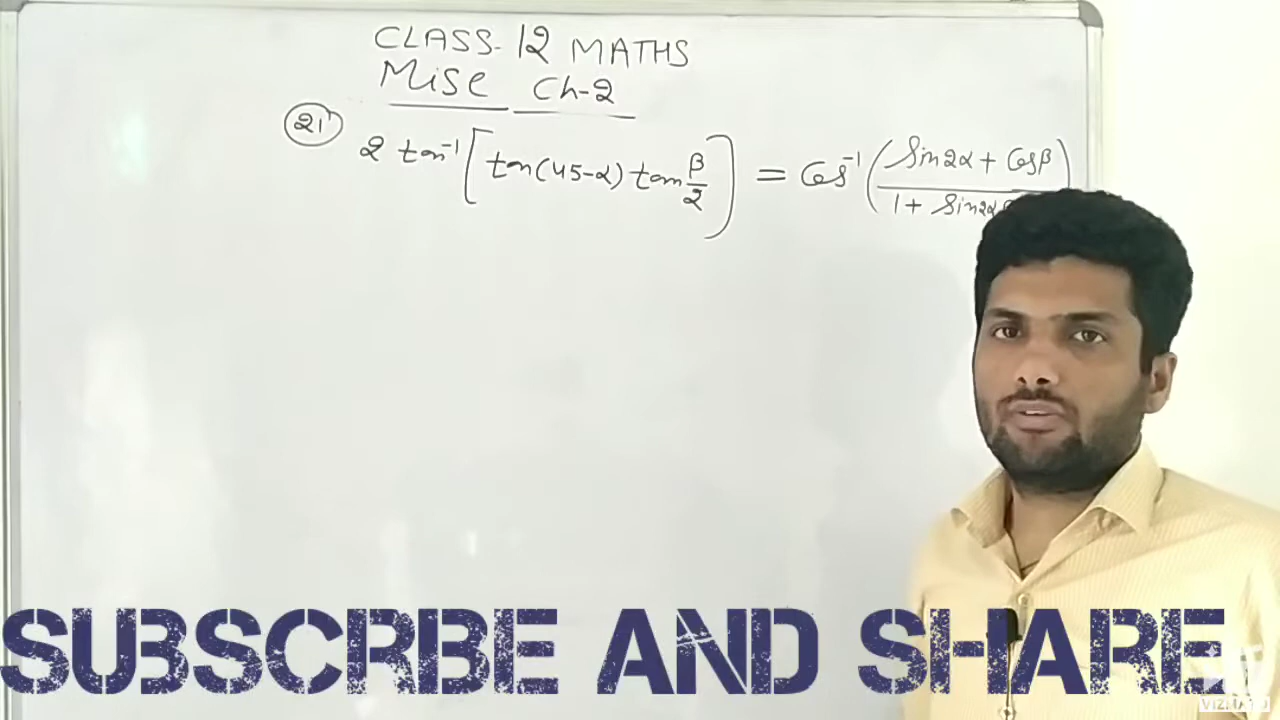 CLASS-12 MATHS
Misc Ch-2
21 2 tan⁻¹[tan(45-α) tan β/2] = Cos⁻¹(Sin2α + Cosβ / 1 + Sin2α
SUBSCRBE AND SHARE